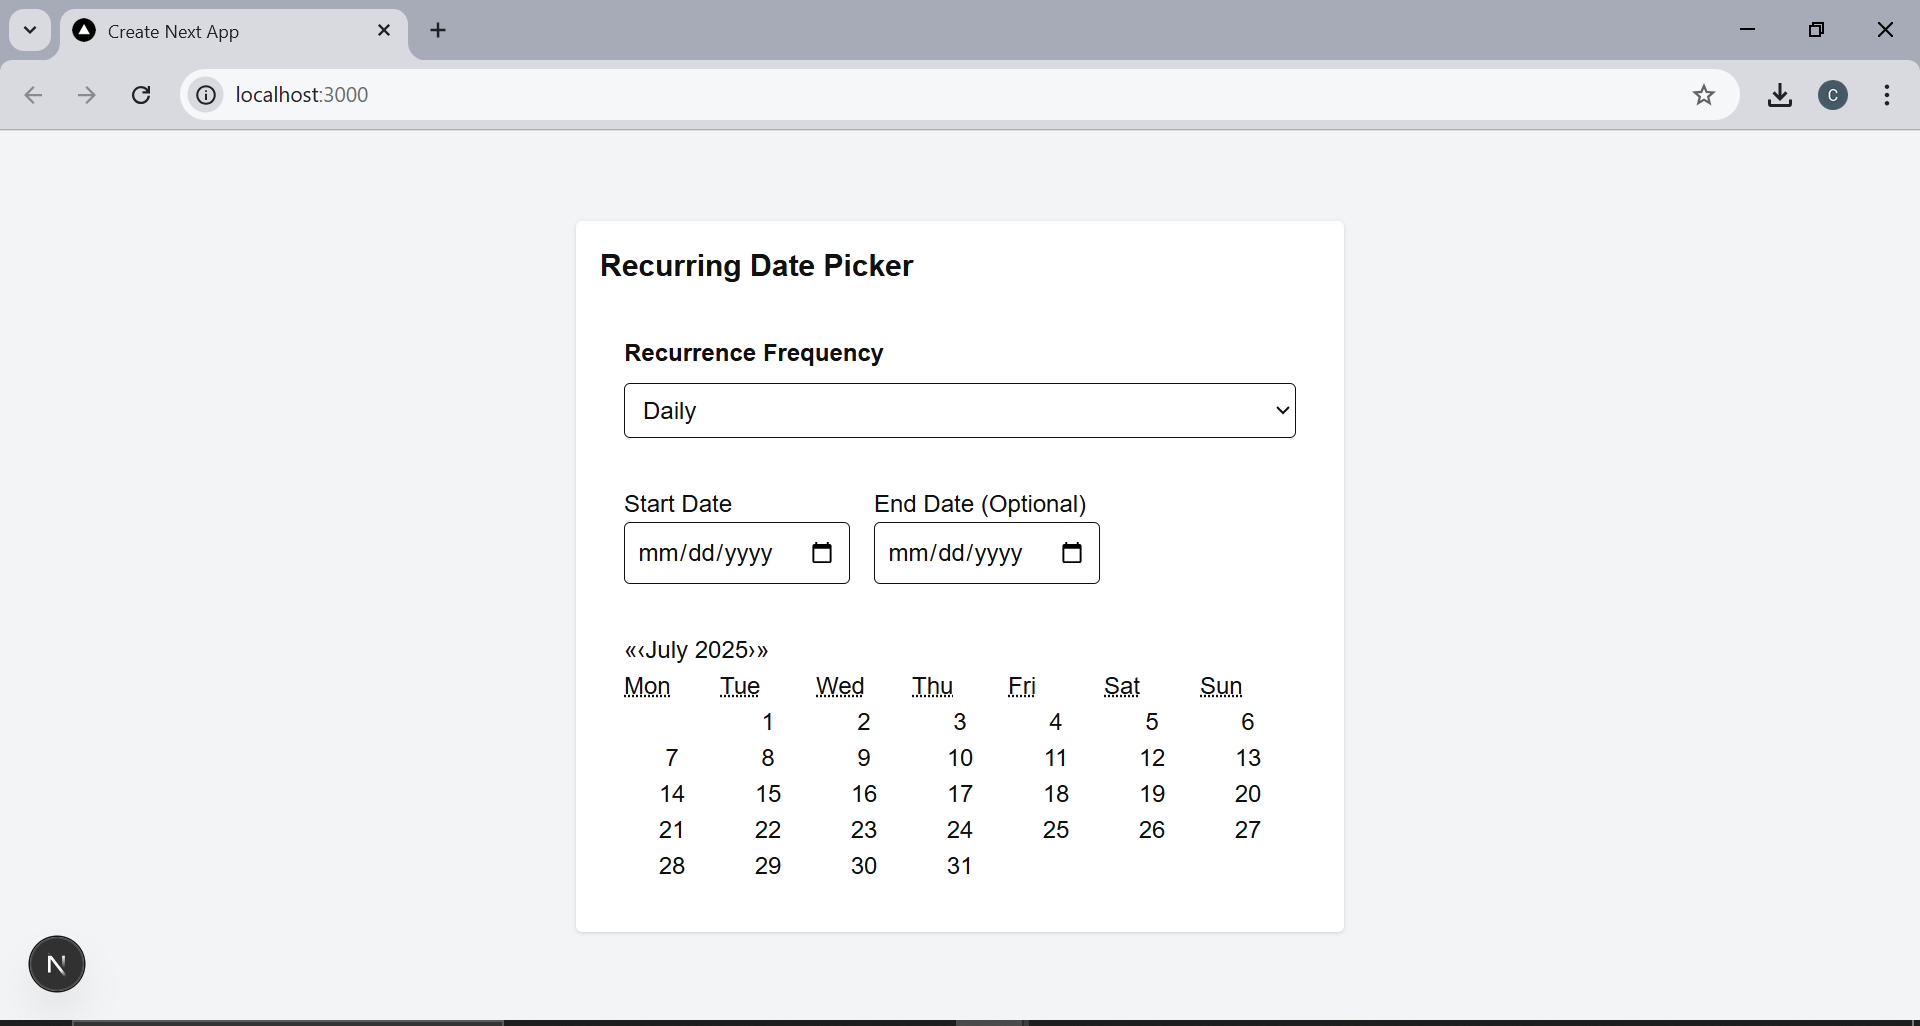 Create Next App
localhost:3000
C
Recurring Date Picker
Recurrence Frequency
Daily
Start Date End Date (Optional)
mm/dd/yyyy mm/dd/yyyy
«‹July 2025›»
Mon Tue Wed Thu Fri Sat Sun
1 2 3 4 5 6
7 8 9 10 11 12 13
14 15 16 17 18 19 20
21 22 23 24 25 26 27
28 29 30 31
N